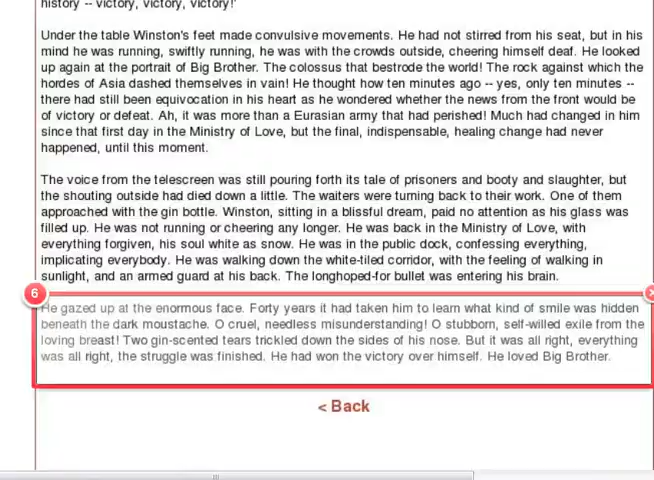 history -- victory, victory, victory!'
Under the table Winston's feet made convulsive movements. He had not stirred from his seat, but in his
mind he was running, swiftly running, he was with the crowds outside, cheering himself deaf. He looked
up again at the portrait of Big Brother. The colossus that bestrode the world! The rock against which the
hordes of Asia dashed themselves in vain! He thought how ten minutes ago -- yes, only ten minutes --
there had still been equivocation in his heart as he wondered whether the news from the front would be
of victory or defeat. Ah, it was more than a Eurasian army that had perished! Much had changed in him
since that first day in the Ministry of Love, but the final, indispensable, healing change had never
happened, until this moment.
The voice from the telescreen was still pouring forth its tale of prisoners and booty and slaughter, but
the shouting outside had died down a little. The waiters were turning back to their work. One of them
approached with the gin bottle. Winston, sitting in a blissful dream, paid no attention as his glass was
filled up. He was not running or cheering any longer. He was back in the Ministry of Love, with
everything forgiven, his soul white as snow. He was in the public dock, confessing everything,
implicating everybody. He was walking down the white-tiled corridor, with the feeling of walking in
sunlight, and an armed guard at his back. The longhoped-for bullet was entering his brain.
6
He gazed up at the enormous face. Forty years it had taken him to learn what kind of smile was hidden
beneath the dark moustache. O cruel, needless misunderstanding! O stubborn, self-willed exile from the
loving breast! Two gin-scented tears trickled down the sides of his nose. But it was all right, everything
was all right, the struggle was finished. He had won the victory over himself. He loved Big Brother.
< Back